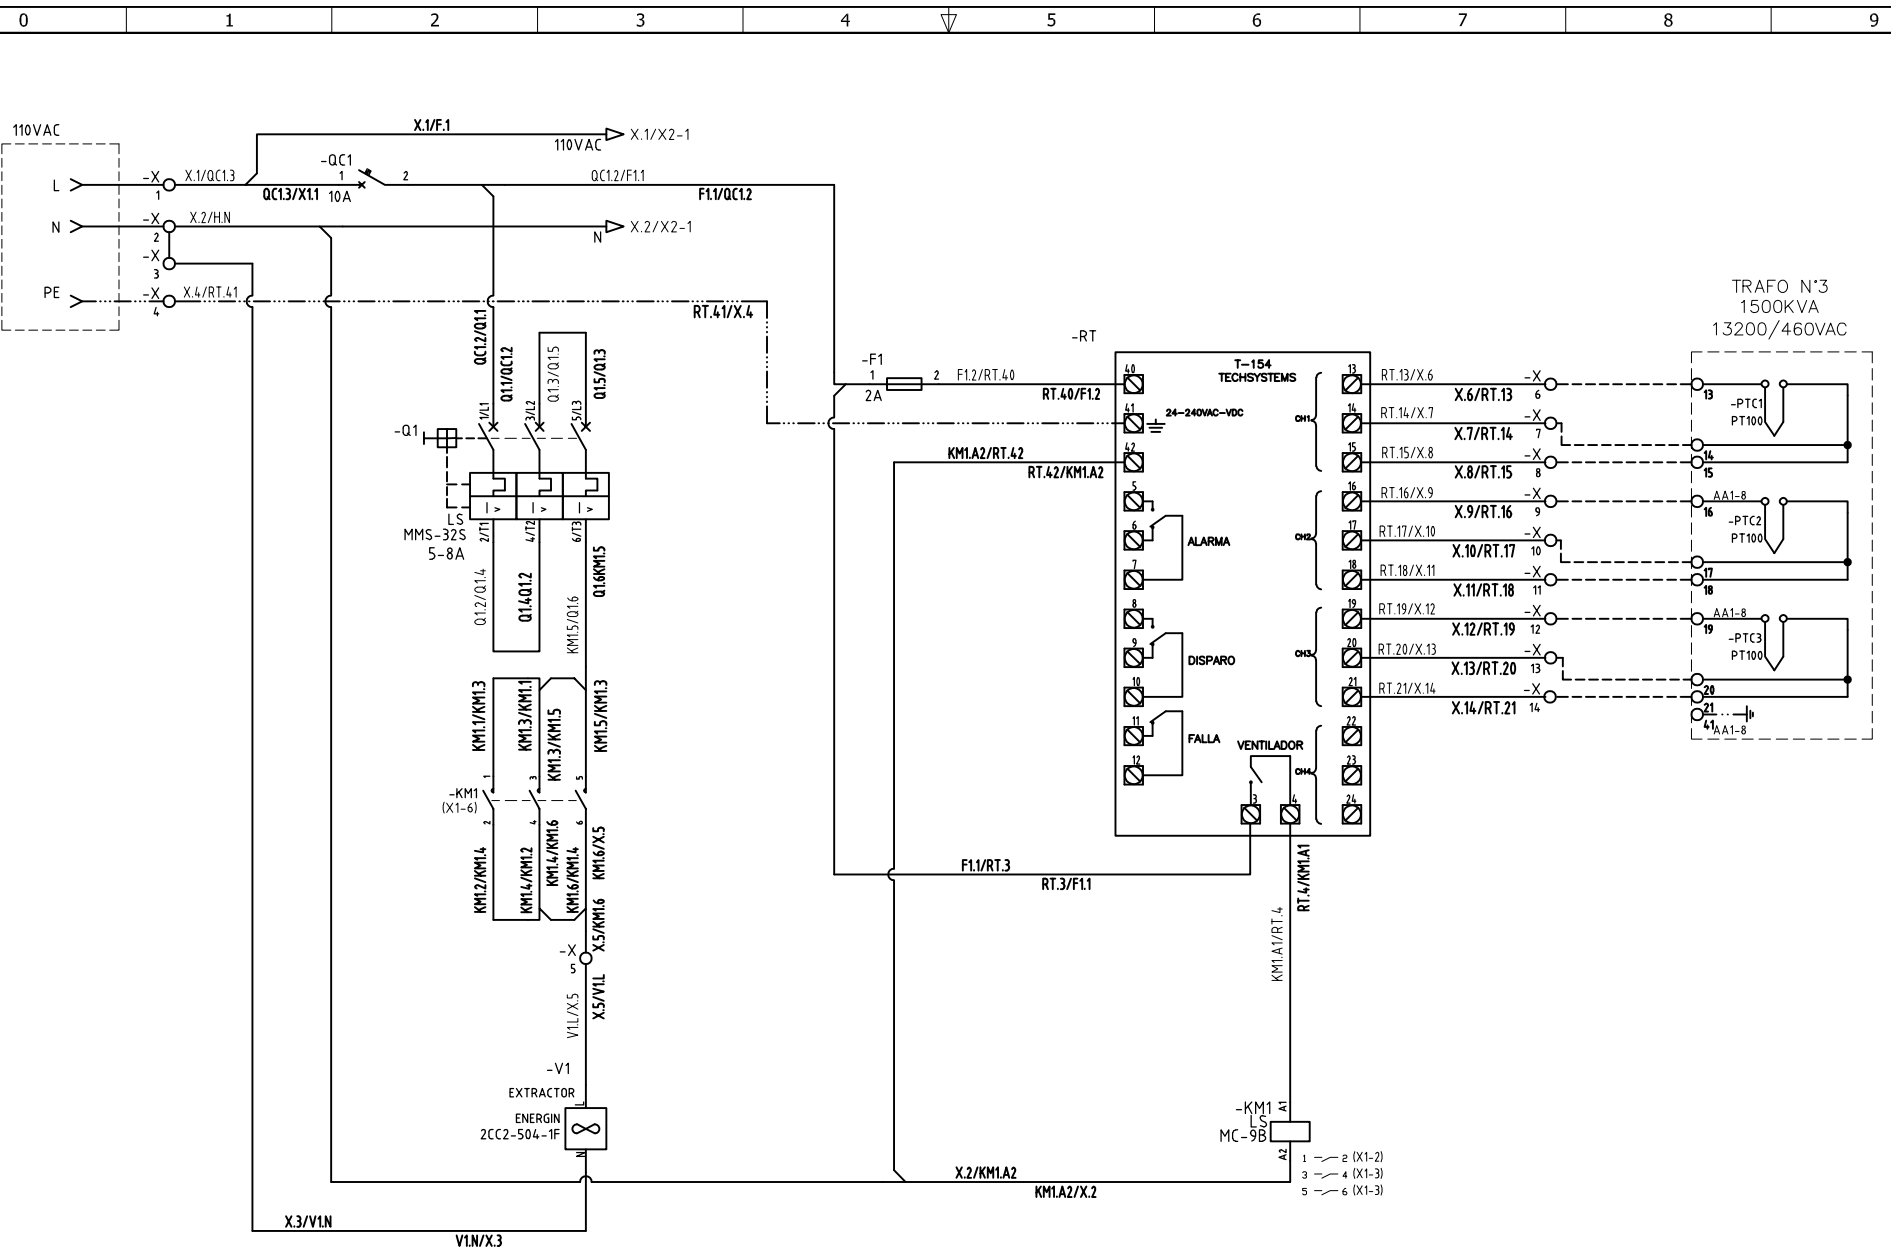 0 1 2 3 4 5 6 7 8 9
110VAC
X.1/F.1
110VAC X.1/X2-1
L -X 1 X.1/QC1.3 QC1.3/X1.1
-QC1 1 2 10A
QC1.2/F1.1
F1.1/QC1.2
N -X 2 X.2/H.N
N X.2/X2-1
-X 3
PE -X 4 X.4/RT.41
RT.41/X.4
QC1.2/Q1.1
Q1.1/QC1.2
Q1.3/Q1.5
Q1.5/Q1.3
1/L1 3/L2 5/L3
-Q1
I > I > I >
LS
MMS-32S
5-8A
2/T1 4/T2 6/T3
Q1.2/Q1.4
Q1.4Q1.2
KM1.5/Q1.6
Q1.6KM1.5
KM1.1/KM1.3
KM1.3/KM1.1
KM1.3/KM1.5
KM1.5/KM1.3
1 3 5
-KM1
(X1-6)
2 4 6
KM1.2/KM1.4
KM1.4/KM1.2
KM1.4/KM1.6
KM1.6/KM1.4
KM1.6/X.5
X.5/KM1.6
-X
5
V1.L/X.5
X.5/V1.L
-V1
EXTRACTOR
L
ENERGIN
2CC2-504-1F
N
X.3/V1.N
V1.N/X.3
-F1
1 2
2A
F1.2/RT.40
RT.40/F1.2
KM1.A2/RT.42
RT.42/KM1.A2
F1.1/RT.3
RT.3/F1.1
-RT
T-154
TECHSYSTEMS
24-240VAC-VDC
40
41
42
5
6 ALARMA
7
8
9 DISPARO
10
11 FALLA
12
VENTILADOR
3 4
CH1 13 14 15
CH2 16 17 18
CH3 19 20 21
CH4 22 23 24
RT.4/KM1.A1
KM1.A1/RT.4
-KM1 A1
LS
MC-9B
A2
X.2/KM1.A2
KM1.A2/X.2
1 2 (X1-2)
3 4 (X1-3)
5 6 (X1-3)
RT.13/X.6 X.6/RT.13 -X 6
RT.14/X.7 X.7/RT.14 -X 7
RT.15/X.8 X.8/RT.15 -X 8
RT.16/X.9 X.9/RT.16 -X 9
RT.17/X.10 X.10/RT.17 -X 10
RT.18/X.11 X.11/RT.18 -X 11
RT.19/X.12 X.12/RT.19 -X 12
RT.20/X.13 X.13/RT.20 -X 13
RT.21/X.14 X.14/RT.21 -X 14
TRAFO N°3
1500KVA
13200/460VAC
13
-PTC1
PT100
14
15
AA1-8
16
-PTC2
PT100
17
18
AA1-8
19
-PTC3
PT100
20
21
41 AA1-8